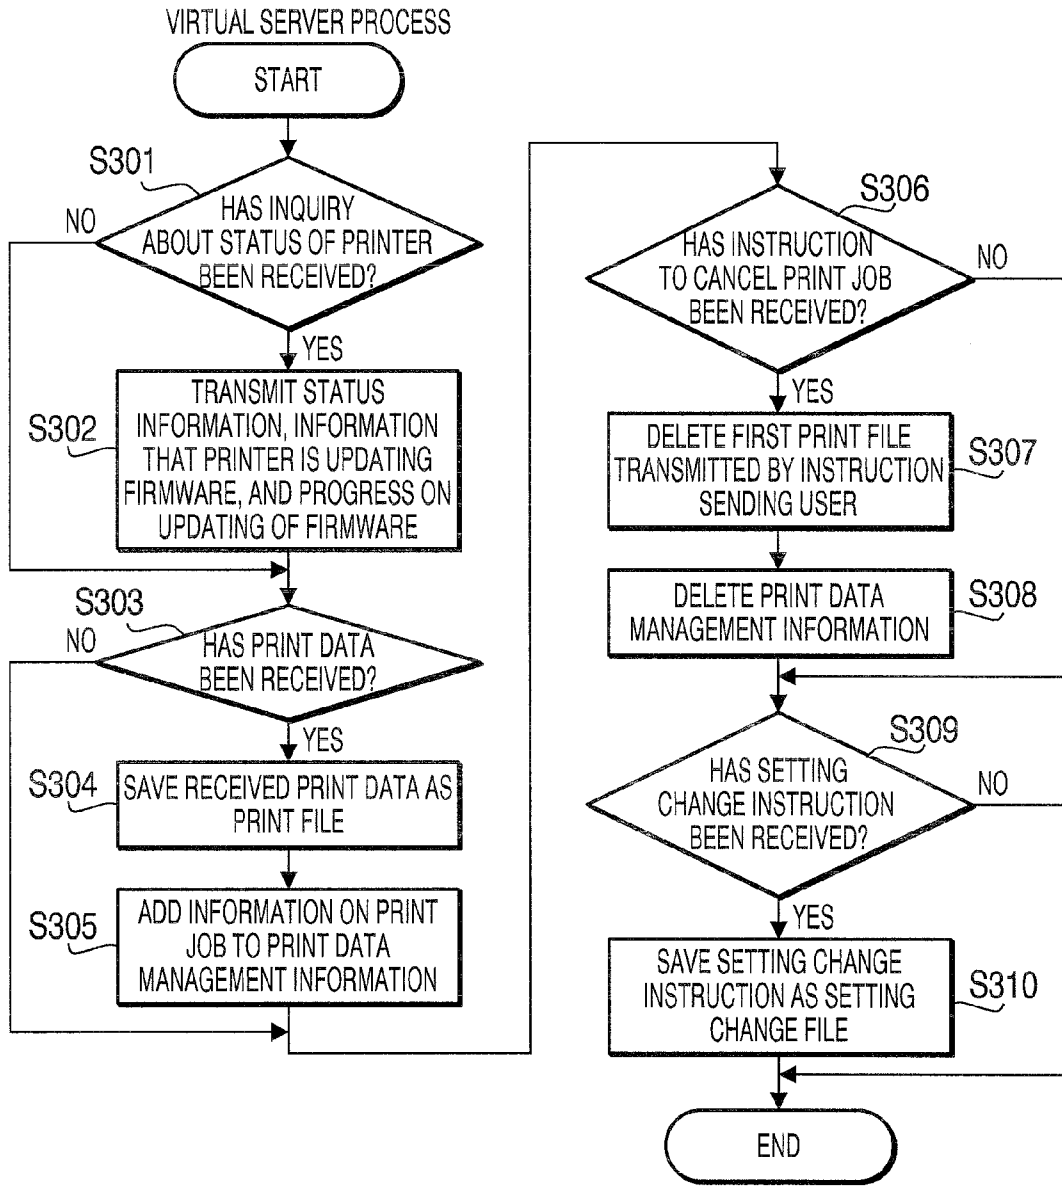 VIRTUAL SERVER PROCESS
START
S301
HAS INQUIRY
ABOUT STATUS OF PRINTER
BEEN RECEIVED?
NO
YES
S302
TRANSMIT STATUS
INFORMATION, INFORMATION
THAT PRINTER IS UPDATING
FIRMWARE, AND PROGRESS ON
UPDATING OF FIRMWARE
S303
NO
HAS PRINT DATA
BEEN RECEIVED?
YES
S304
SAVE RECEIVED PRINT DATA AS
PRINT FILE
S305
ADD INFORMATION ON PRINT
JOB TO PRINT DATA
MANAGEMENT INFORMATION
S306
HAS INSTRUCTION
TO CANCEL PRINT JOB
BEEN RECEIVED?
NO
YES
DELETE FIRST PRINT FILE
TRANSMITTED BY INSTRUCTION
SENDING USER
S307
DELETE PRINT DATA
MANAGEMENT INFORMATION
S308
S309
HAS SETTING
CHANGE INSTRUCTION
BEEN RECEIVED?
NO
YES
SAVE SETTING CHANGE
INSTRUCTION AS SETTING
CHANGE FILE
S310
END